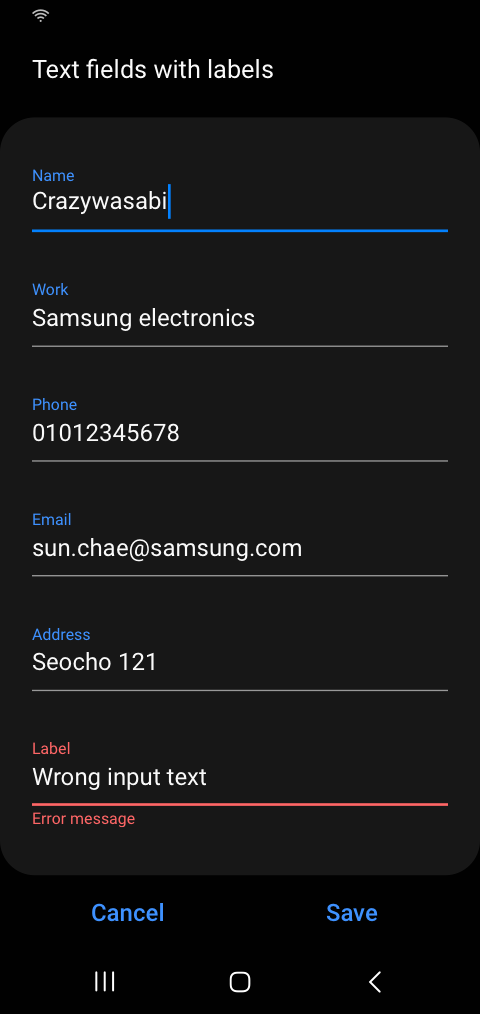 Text fields with labels
Name
Crazywasabi
Work
Samsung electronics
Phone
01012345678
Email
sun.chae@samsung.com
Address
Seocho 121
Label
Wrong input text
Error message
Cancel Save